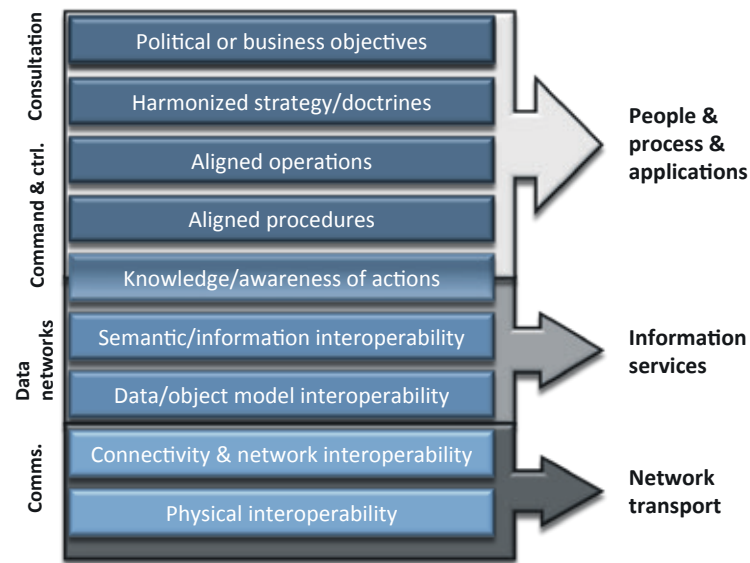 Consultation
Command & ctrl.
Data
networks
Comms.
Political or business objectives
Harmonized strategy/doctrines
Aligned operations
Aligned procedures
Knowledge/awareness of actions
Semantic/information interoperability
Data/object model interoperability
Connectivity & network interoperability
Physical interoperability
People &
process &
applications
Information
services
Network
transport